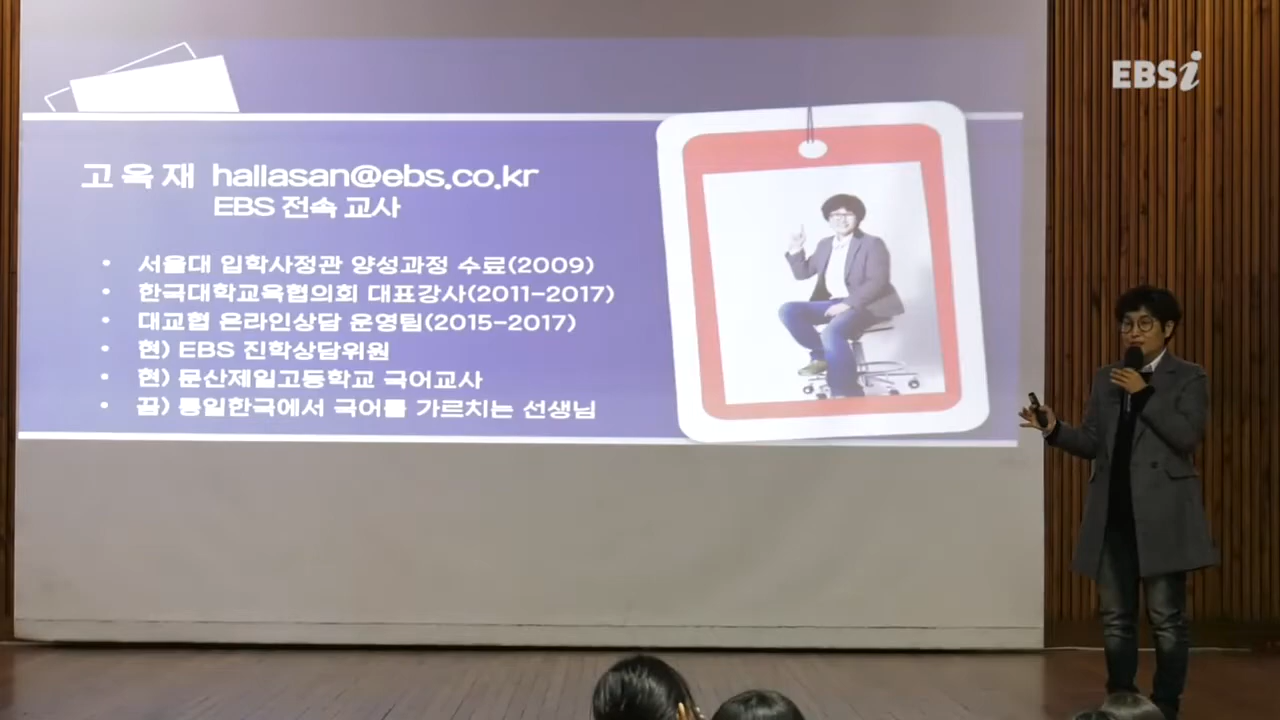 EBSi
고욱재 hallasan@ebs.co.kr
EBS 전속 교사
• 서울대 입학사정관 양성과정 수료(2009)
• 한국대학교육협의회 대표강사(2011-2017)
• 대교협 온라인상담 운영팀(2015-2017)
• 현) EBS 진학상담위원
• 현) 문산제일고등학교 국어교사
• 꿈) 통일한국에서 국어를 가르치는 선생님